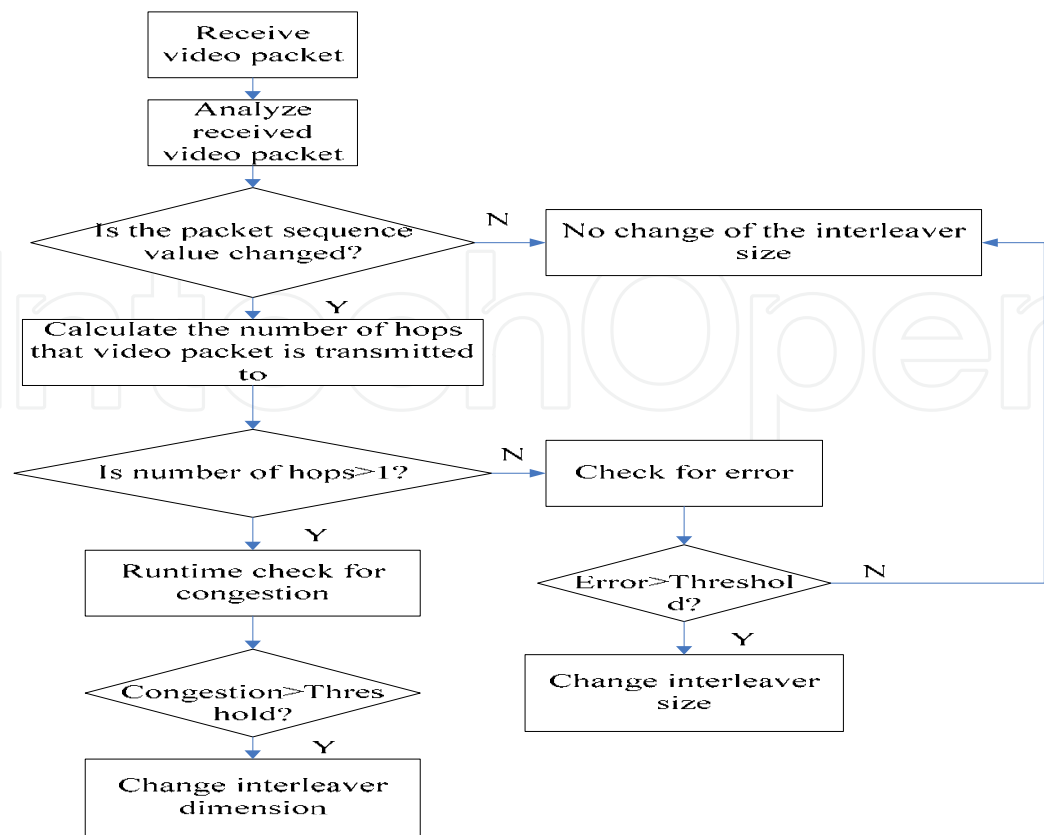 Receive
video packet
Analyze
received
video packet
Is the packet sequence
value changed?
N
No change of the interleaver
size
Y
Calculate the number of hops
that video packet is transmitted
to
Is number of hops>1?
N
Check for error
Y
Runtime check for
congestion
Error>Threshol
d?
N
Y
Change interleaver
size
Congestion>Thres
hold?
Y
Change interleaver
dimension
IntechOpen